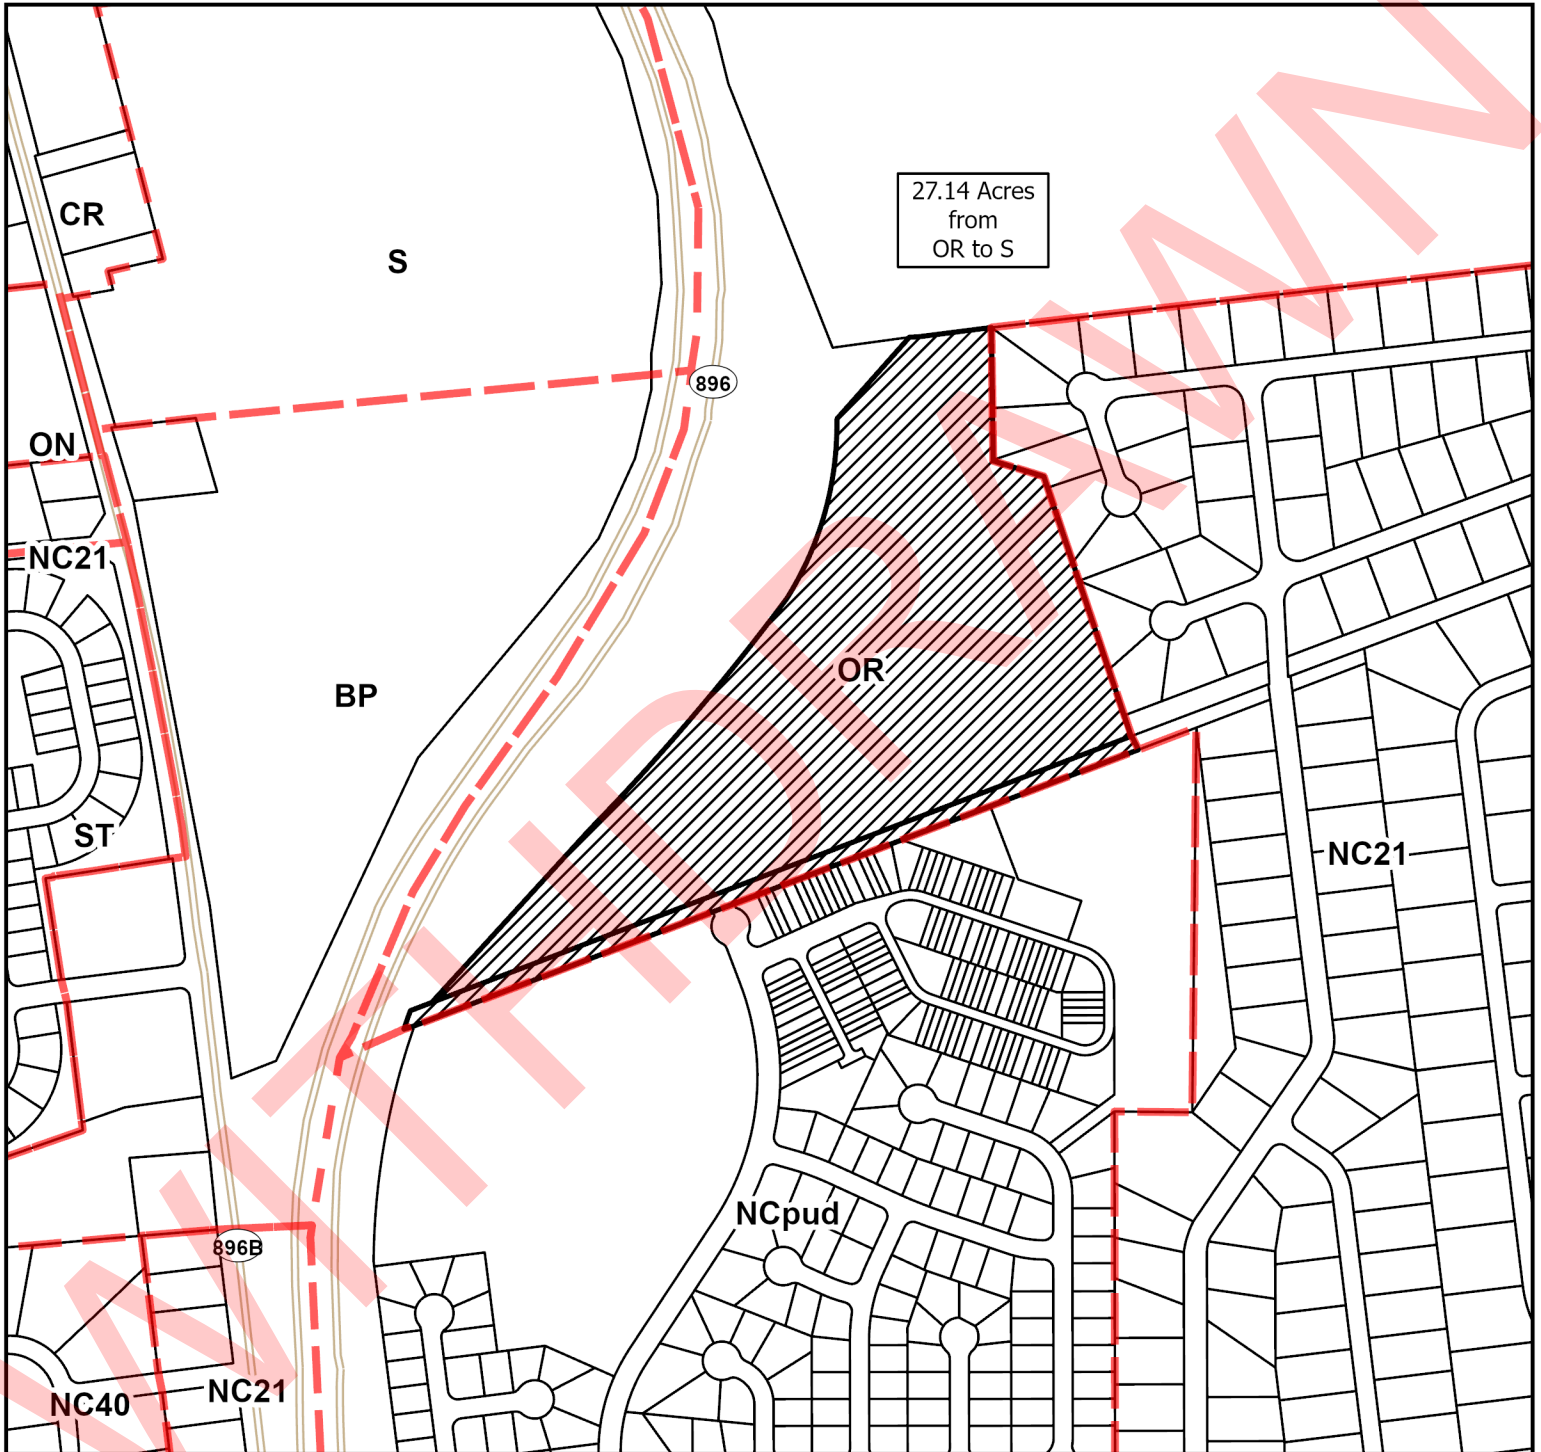 27.14 Acres
from
OR to S
CR
S
896
ON
NC21
OR
BP
ST
NC21
NCpud
896B
NC21
NC40
WITHDRAWN